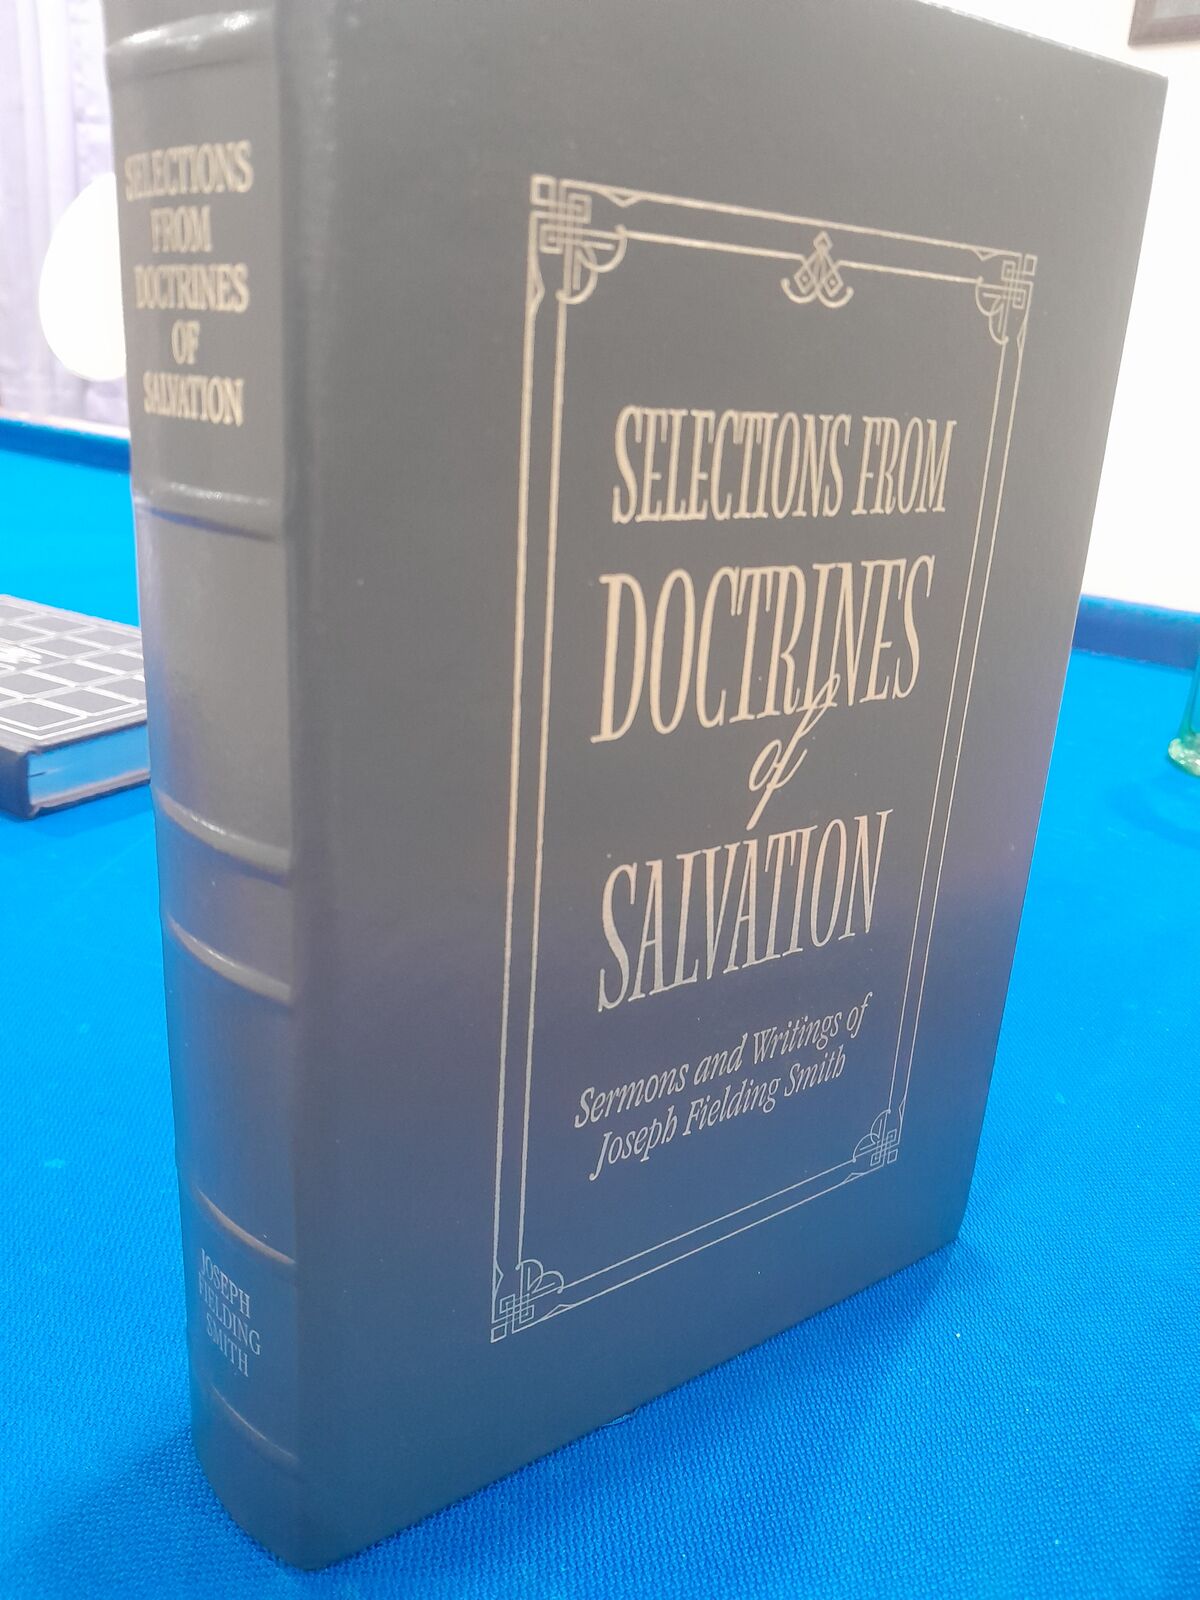 SELECTIONS
FROM
DOCTRINES
OF
SALVATION
JOSEPH
FIELDING
SMITH
SELECTIONS FROM
DOCTRINES
of
SALVATION
Sermons and Writings of
Joseph Fielding Smith